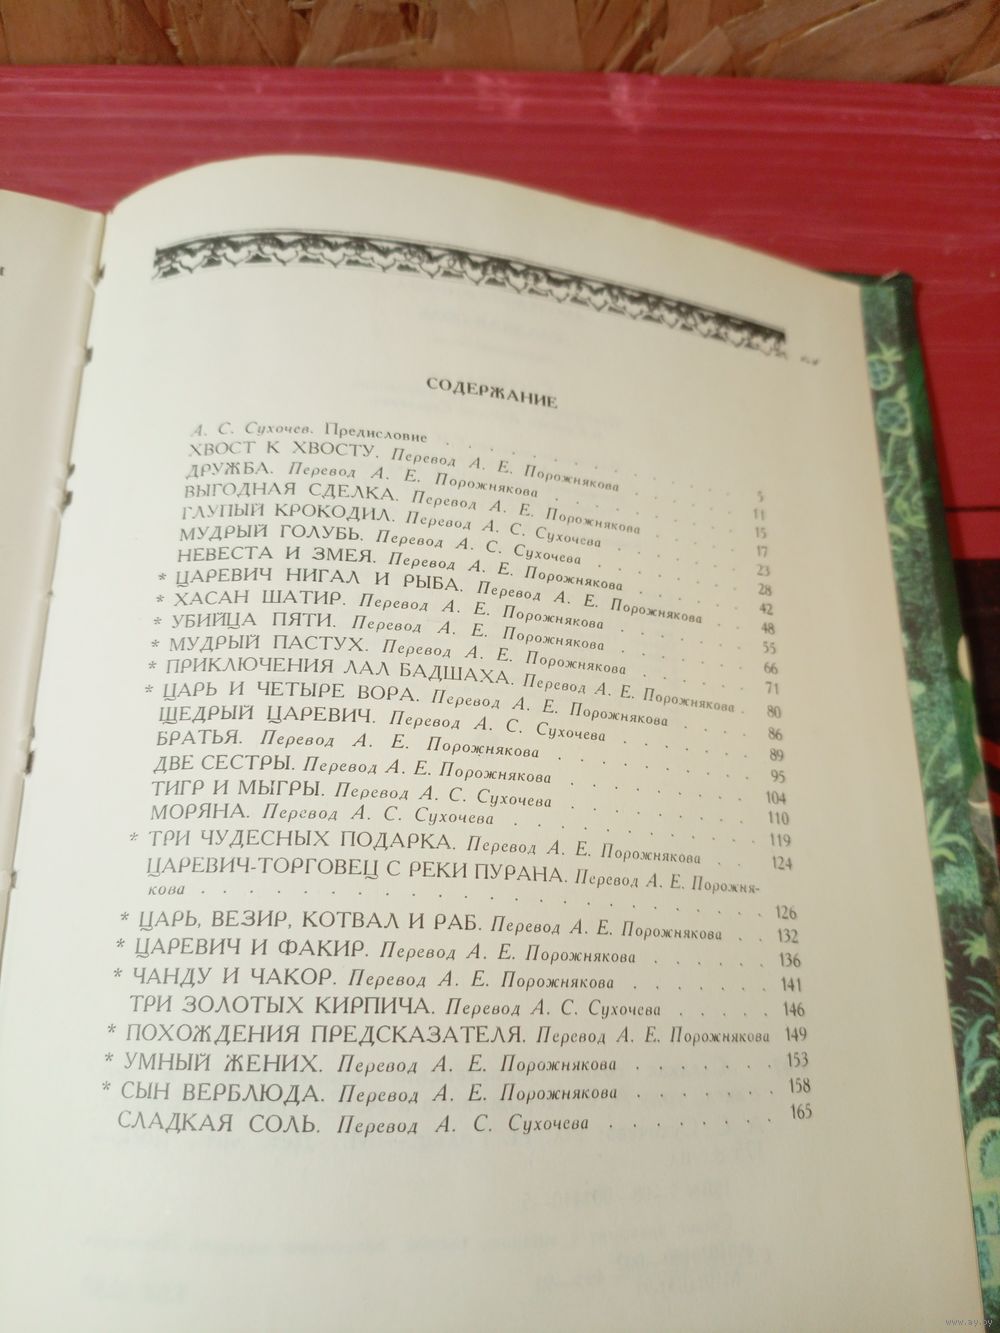 СОДЕРЖАНИЕ
А. С. Сухочев. Предисловие . . . . . . . . 5
ХВОСТ К ХВОСТУ. Перевод А. Е. Порожнякова . . . . 11
ДРУЖБА. Перевод А. Е. Порожнякова . . . . . . 15
ВЫГОДНАЯ СДЕЛКА. Перевод А. Е. Порожнякова . . . 17
ГЛУПЫЙ КРОКОДИЛ. Перевод А. С. Сухочева . . . . 23
МУДРЫЙ ГОЛУБЬ. Перевод А. С. Сухочева . . . . . 28
НЕВЕСТА И ЗМЕЯ. Перевод А. Е. Порожнякова . . . . 42
* ЦАРЕВИЧ НИГАЛ И РЫБА. Перевод А. Е. Порожнякова . . 48
* ХАСАН ШАТИР. Перевод А. Е. Порожнякова . . . . . 55
* УБИЙЦА ПЯТИ. Перевод А. Е. Порожнякова . . . . . 66
* МУДРЫЙ ПАСТУХ. Перевод А. Е. Порожнякова . . . . 71
* ПРИКЛЮЧЕНИЯ ЛАЛ БАДШАХА. Перевод А. Е. Порожнякова . 80
* ЦАРЬ И ЧЕТЫРЕ ВОРА. Перевод А. Е. Порожнякова . . . 86
ЩЕДРЫЙ ЦАРЕВИЧ. Перевод А. С. Сухочева . . . . . 89
БРАТЬЯ. Перевод А. Е. Порожнякова . . . . . . 95
ДВЕ СЕСТРЫ. Перевод А. Е. Порожнякова . . . . . . 104
ТИГР И МЫГРЫ. Перевод А. С. Сухочева . . . . . . 110
МОРЯНА. Перевод А. С. Сухочева . . . . . . . . 119
* ТРИ ЧУДЕСНЫХ ПОДАРКА. Перевод А. Е. Порожнякова . . 124
ЦАРЕВИЧ-ТОРГОВЕЦ С РЕКИ ПУРАНА. Перевод А. Е. Порожня-
кова . . . . . . . . . . . . . . . . 126
* ЦАРЬ, ВЕЗИР, КОТВАЛ И РАБ. Перевод А. Е. Порожнякова . . 132
* ЦАРЕВИЧ И ФАКИР. Перевод А. Е. Порожнякова . . . . 136
* ЧАНДУ И ЧАКОР. Перевод А. Е. Порожнякова . . . . . 141
ТРИ ЗОЛОТЫХ КИРПИЧА. Перевод А. С. Сухочева . . . . 146
* ПОХОЖДЕНИЯ ПРЕДСКАЗАТЕЛЯ. Перевод А. Е. Порожнякова 149
* УМНЫЙ ЖЕНИХ. Перевод А. Е. Порожнякова . . . . . 153
* СЫН ВЕРБЛЮДА. Перевод А. Е. Порожнякова . . . . . 158
СЛАДКАЯ СОЛЬ. Перевод А. С. Сухочева . . . . . . . 165
www.ay.by